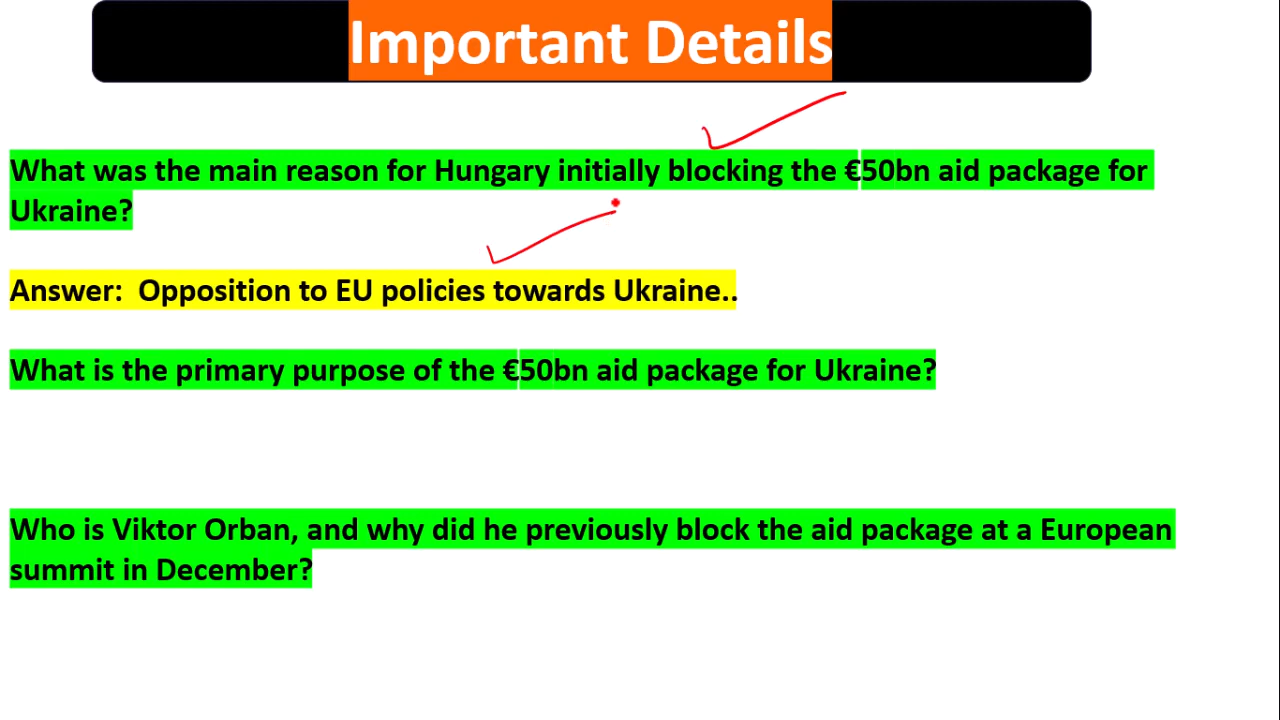 Important Details
What was the main reason for Hungary initially blocking the €50bn aid package for
Ukraine?
Answer:  Opposition to EU policies towards Ukraine..
What is the primary purpose of the €50bn aid package for Ukraine?
Who is Viktor Orban, and why did he previously block the aid package at a European
summit in December?